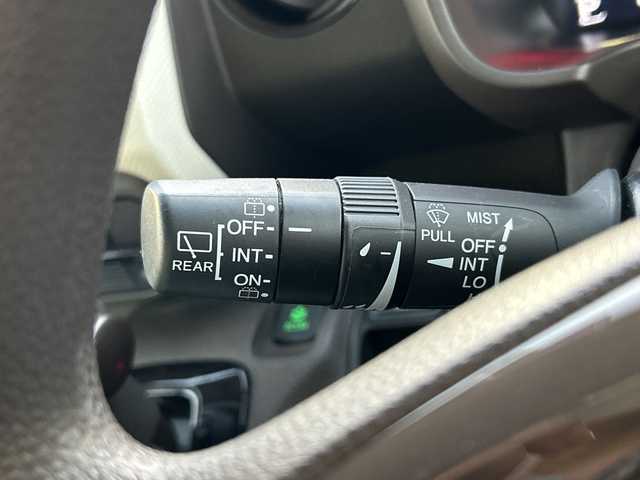 REAR
OFF
INT
ON
PULL
MIST
OFF
INT
LO